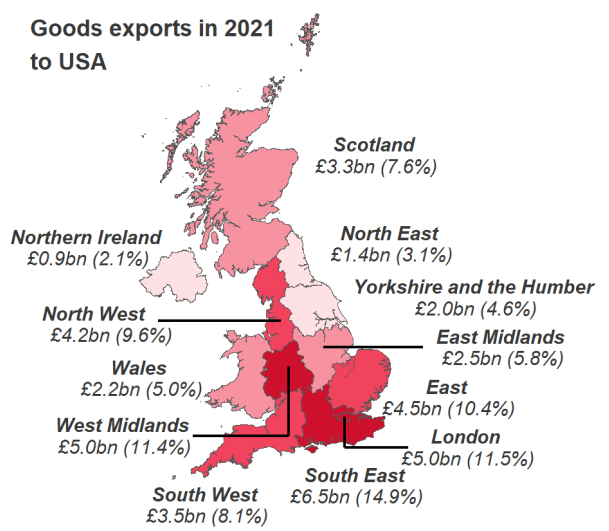 Goods exports in 2021
to USA
Scotland
£3.3bn (7.6%)
Northern Ireland
£0.9bn (2.1%)
North East
£1.4bn (3.1%)
Yorkshire and the Humber
£2.0bn (4.6%)
North West
£4.2bn (9.6%)
East Midlands
£2.5bn (5.8%)
Wales
£2.2bn (5.0%)
East
£4.5bn (10.4%)
West Midlands
£5.0bn (11.4%)
London
£5.0bn (11.5%)
South East
£6.5bn (14.9%)
South West
£3.5bn (8.1%)